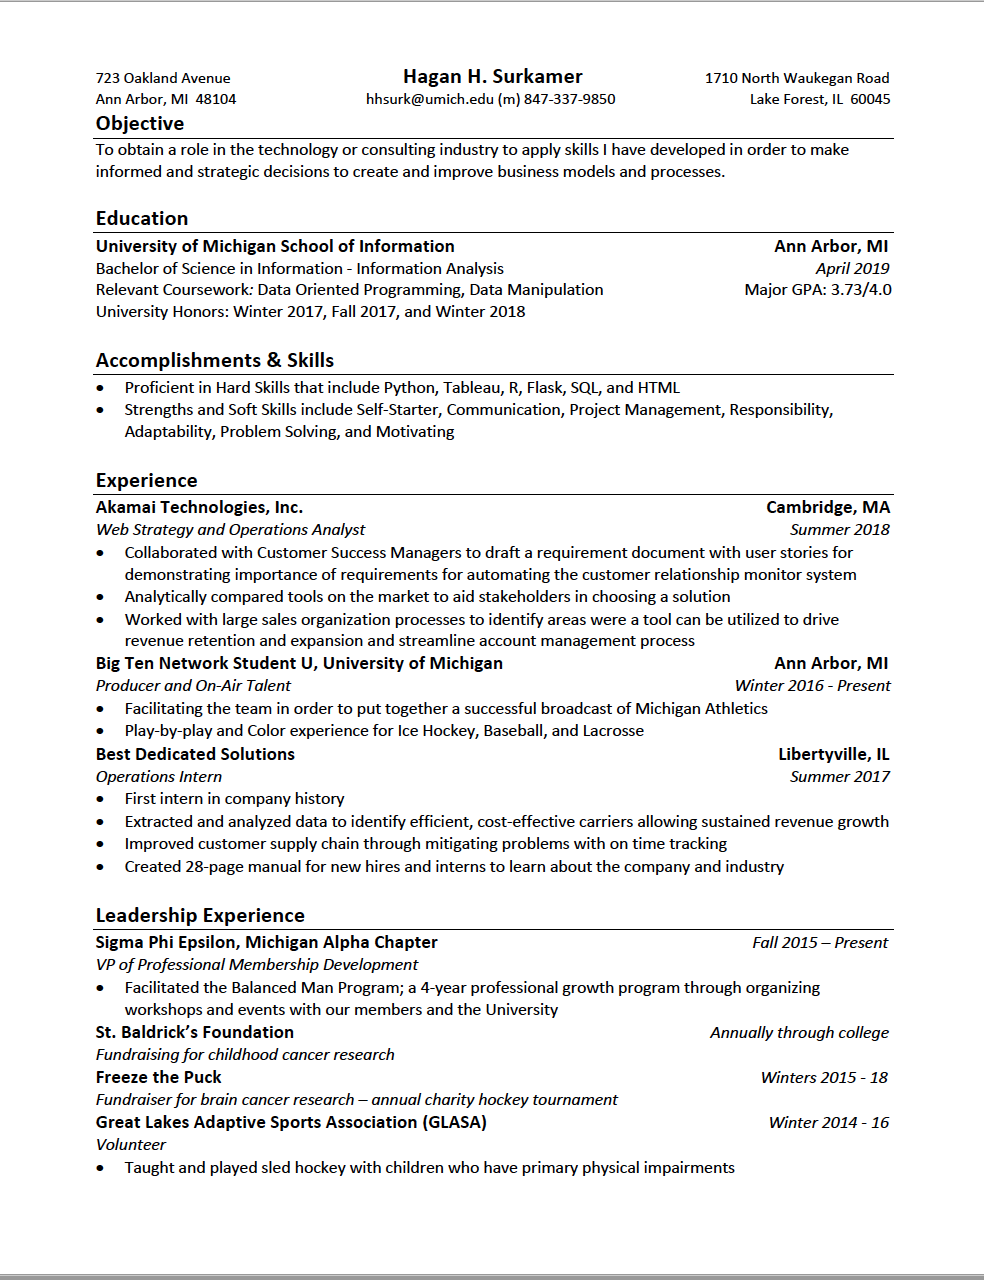 723 Oakland Avenue Hagan H. Surkamer 1710 North Waukegan Road
Ann Arbor, MI 48104 hhsurk@umich.edu (m) 847-337-9850 Lake Forest, IL 60045
Objective
To obtain a role in the technology or consulting industry to apply skills I have developed in order to make
informed and strategic decisions to create and improve business models and processes.
Education
University of Michigan School of Information Ann Arbor, MI
Bachelor of Science in Information - Information Analysis April 2019
Relevant Coursework: Data Oriented Programming, Data Manipulation Major GPA: 3.73/4.0
University Honors: Winter 2017, Fall 2017, and Winter 2018
Accomplishments & Skills
• Proficient in Hard Skills that include Python, Tableau, R, Flask, SQL, and HTML
• Strengths and Soft Skills include Self-Starter, Communication, Project Management, Responsibility,
Adaptability, Problem Solving, and Motivating
Experience
Akamai Technologies, Inc. Cambridge, MA
Web Strategy and Operations Analyst Summer 2018
• Collaborated with Customer Success Managers to draft a requirement document with user stories for
demonstrating importance of requirements for automating the customer relationship monitor system
• Analytically compared tools on the market to aid stakeholders in choosing a solution
• Worked with large sales organization processes to identify areas were a tool can be utilized to drive
revenue retention and expansion and streamline account management process
Big Ten Network Student U, University of Michigan Ann Arbor, MI
Producer and On-Air Talent Winter 2016 - Present
• Facilitating the team in order to put together a successful broadcast of Michigan Athletics
• Play-by-play and Color experience for Ice Hockey, Baseball, and Lacrosse
Best Dedicated Solutions Libertyville, IL
Operations Intern Summer 2017
• First intern in company history
• Extracted and analyzed data to identify efficient, cost-effective carriers allowing sustained revenue growth
• Improved customer supply chain through mitigating problems with on time tracking
• Created 28-page manual for new hires and interns to learn about the company and industry
Leadership Experience
Sigma Phi Epsilon, Michigan Alpha Chapter Fall 2015 – Present
VP of Professional Membership Development
• Facilitated the Balanced Man Program; a 4-year professional growth program through organizing
workshops and events with our members and the University
St. Baldrick’s Foundation Annually through college
Fundraising for childhood cancer research
Freeze the Puck Winters 2015 - 18
Fundraiser for brain cancer research – annual charity hockey tournament
Great Lakes Adaptive Sports Association (GLASA) Winter 2014 - 16
Volunteer
• Taught and played sled hockey with children who have primary physical impairments